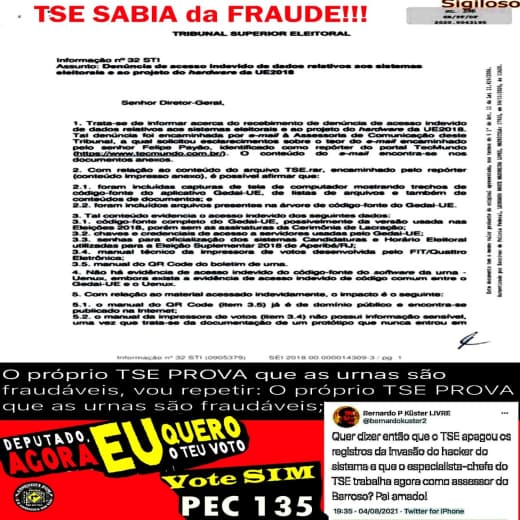 TSE SABIA da FRAUDE!!!
Sigiloso
TRIBUNAL SUPERIOR ELEITORAL
Informação nº 32 STI
Assunto: Denúncia de acesso indevido de dados relativos aos sistemas
eleitorais e ao projeto do hardware da UE2018
Senhor Diretor-Geral,
1. Trata-se de informar acerca do recebimento de denúncia de acesso indevido
de dados relativos aos sistemas eleitorais e ao projeto do hardware da UE2018.
Tal denúncia foi encaminhada por e-mail à Assessoria de Comunicação deste
Tribunal, a qual solicitou esclarecimentos sobre o teor do e-mail encaminhado
pelo senhor Felipe Payão, identificado como repórter do portal TecMundo
(https://www.tecmundo.com.br/). O conteúdo do e-mail encontra-se nos
documentos anexos.
2. Com relação ao conteúdo do arquivo TSE.rar, encaminhado pelo repórter
(conteúdo impresso anexo), é possível afirmar que:
2.1. foram incluídas capturas de tela de computador mostrando trechos de
código-fonte do aplicativo Gedai-UE, de listas de arquivos e também de
conteúdos de documentos; e
2.2. foram incluídos arquivos presentes na árvore de código-fonte do Gedai-UE.
3. Tal conteúdo evidencia o acesso indevido dos seguintes dados:
3.1. código-fonte completo do Gedai-UE, possivelmente da versão usada nas
Eleições 2018, porém sem as assinaturas da Cerimônia de Lacração;
3.2. chaves e credenciais de acesso a servidores usadas pelo Gedai-UE;
3.3. senhas para oficialização dos sistemas Candidaturas e Horário Eleitoral
utilizadas para a Eleição Suplementar 2018 de Aperibé/RJ;
3.4. manual técnico da impressora de votos desenvolvida pelo FIT/Quattro
Eletrônica;
3.5. manual do QR Code do boletim de urna.
4. Não há evidência de acesso indevido do código-fonte do software da urna -
Uenux, embora exista a evidência de acesso indevido de código comum entre o
Gedai-UE e o Uenux.
5. Com relação ao material acessado indevidamente, o impacto é o seguinte:
5.1. o manual do QR Code (item 3.5) já é de domínio público e encontra-se
publicado na Internet;
5.2. o manual da impressora de votos (item 3.4) não possui informação sensível,
uma vez que trata-se da documentação de um protótipo que nunca entrou em
Informação nº 32 STI (0905379) SEI 2018.00.000014309-3 / pg. 1
O próprio TSE PROVA que as urnas são
fraudáveis, vou repetir: O próprio TSE PROVA
que as urnas são fraudáveis;
DEPUTADO,
AGORA EU QUERO
O TEU VOTO
Vote SIM
PEC 135
Bernardo P Küster LIVRE
@bernardokuster2
Quer dizer então que o TSE apagou os
registros da invasão do hacker do
sistema e que o especialista-chefe do
TSE trabalha agora como assessor do
Barroso? Pai amado!
19:35 · 04/08/2021 · Twitter for iPhone